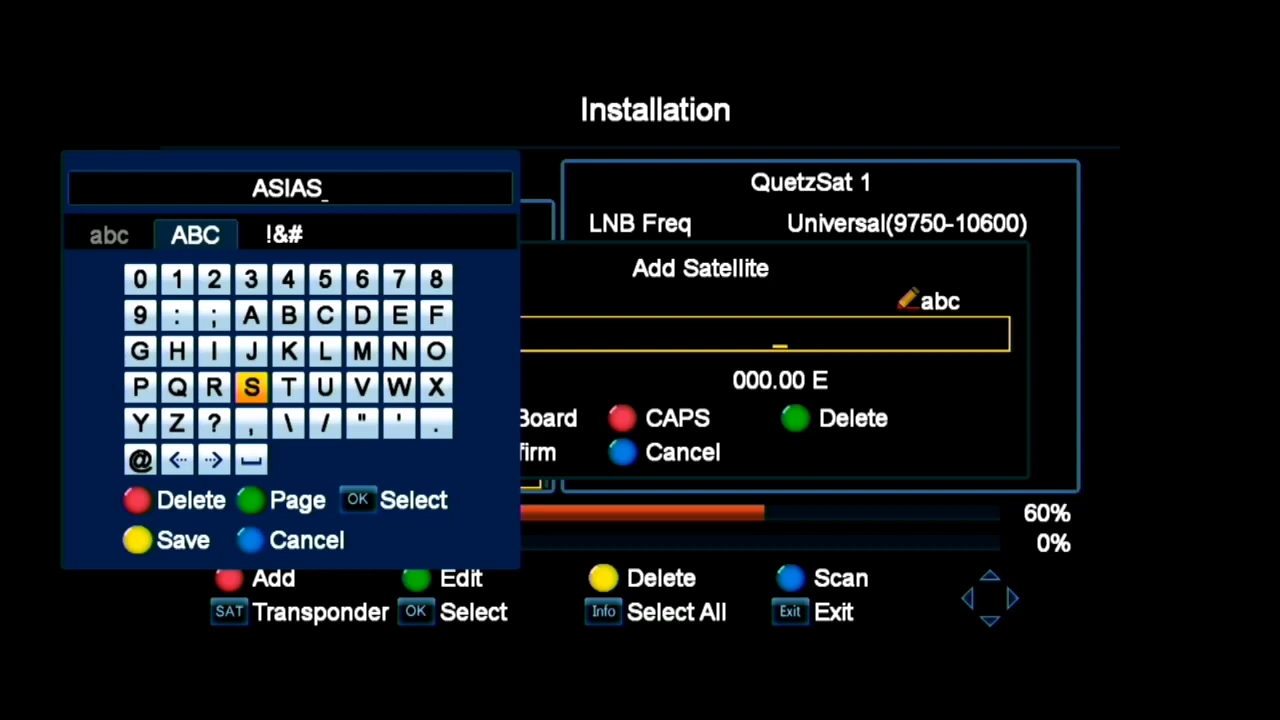 Installation
ASIAS_
abc ABC !&#
0 1 2 3 4 5 6 7 8
9 : ; A B C D E F
G H I J K L M N O
P Q R S T U V W X
Y Z ? , \ / " ' .
@
Delete Page OK Select
Save Cancel
QuetzSat 1
LNB Freq Universal(9750-10600)
Add Satellite
abc
_
000.00 E
Board CAPS Delete
firm Cancel
60%
0%
Add Edit Delete Scan
SAT Transponder OK Select Info Select All Exit Exit